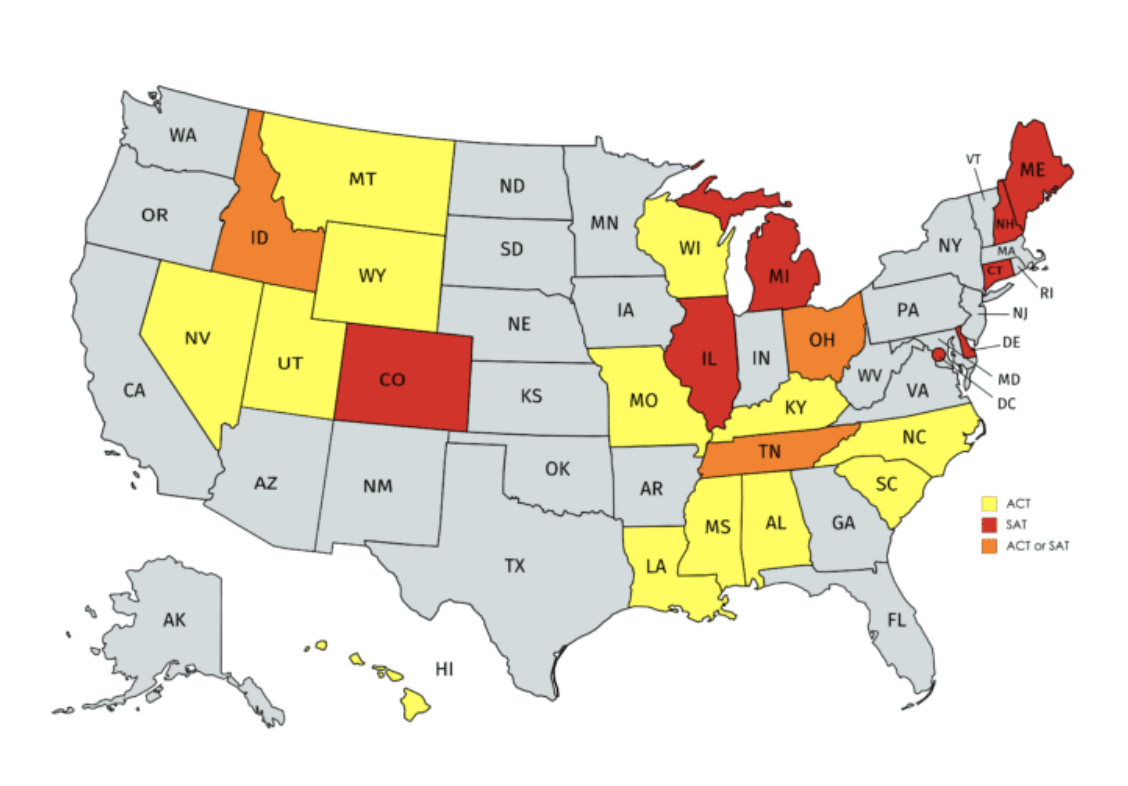 WA
MT
ND
MN
VT
ME
OR
ID
SD
WI
NY
NH
MA
WY
MI
CT
RI
IA
PA
NJ
NE
NV
UT
CO
IL
IN
OH
DE
WV
MD
CA
KS
MO
KY
VA
DC
NC
TN
OK
AZ
NM
AR
SC
MS
AL
GA
ACT
SAT
ACT or SAT
TX
LA
AK
FL
HI